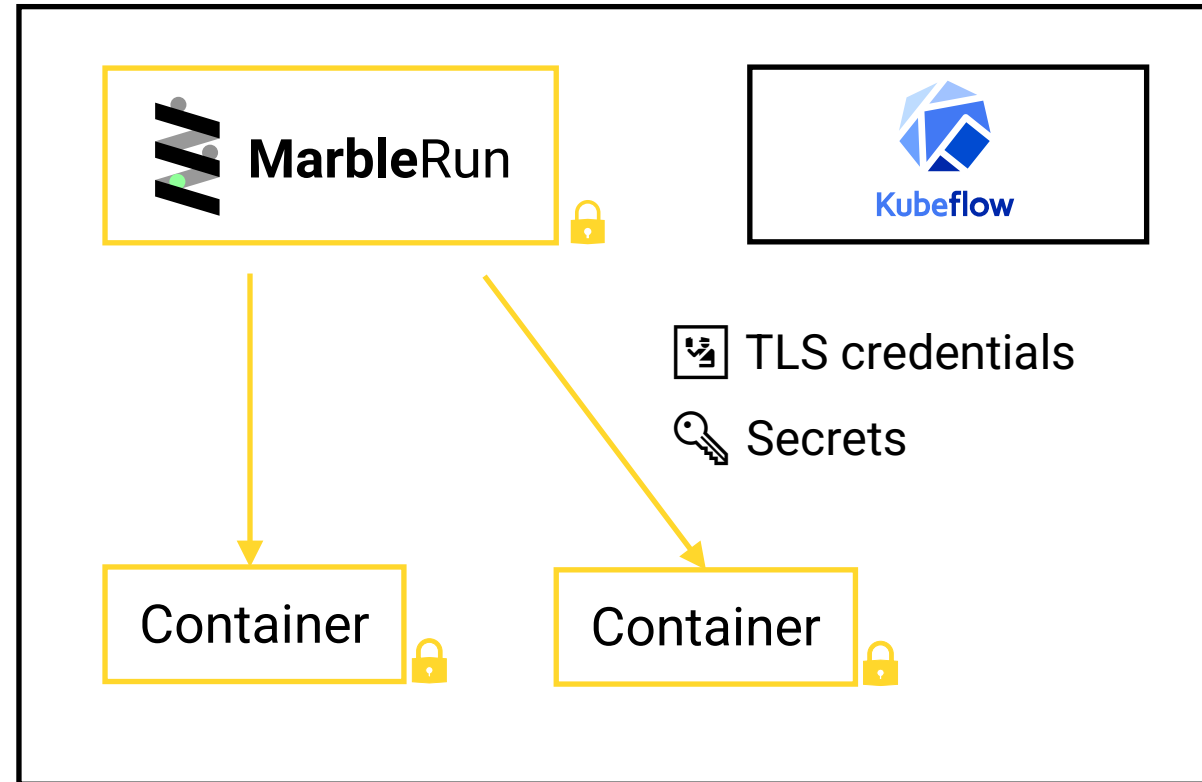 MarbleRun
Kubeflow
TLS credentials
Secrets
Container
Container